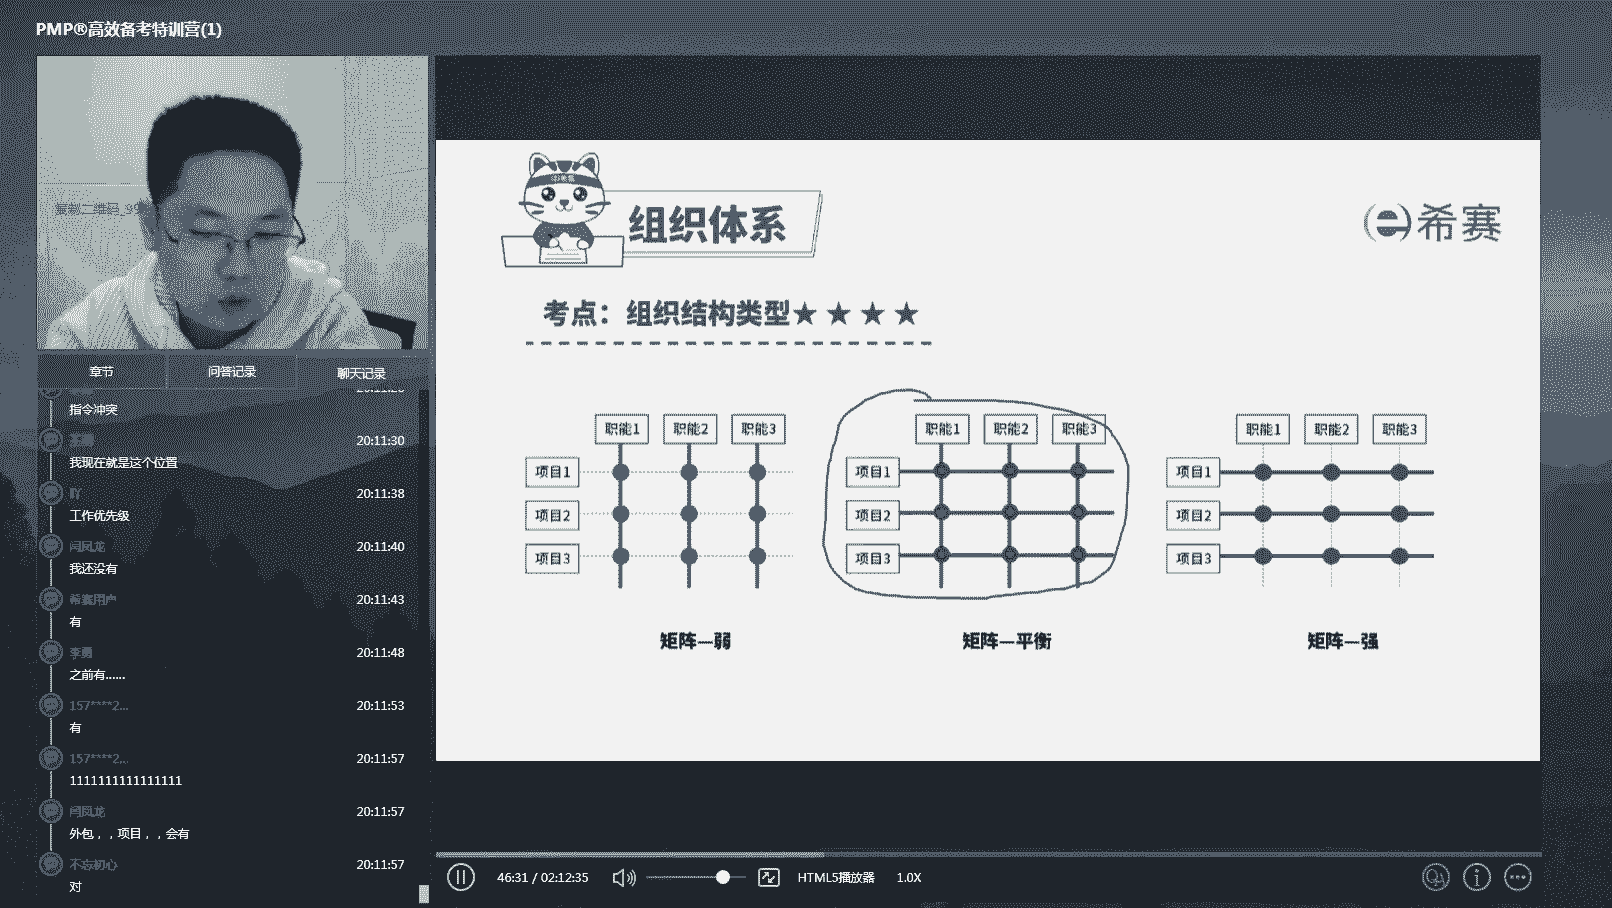 PMP®高效备考特训营(1)
章节
问答记录
聊天记录
指令冲突
20:11:30
我现在就是这个位置
吖
20:11:38
工作优先级
闫凤龙
20:11:40
我还没有
希赛用户
20:11:43
有
李勇
20:11:48
之前有......
157****2...
20:11:53
有
157****2...
20:11:57
1111111111111111
闫凤龙
20:11:57
外包，，项目，，会有
不忘初心
20:11:57
对
组织体系
希赛
考点：组织结构类型★ ★ ★ ★
职能1 职能2 职能3
项目1
项目2
项目3
矩阵—弱
职能1 职能2 职能3
项目1
项目2
项目3
矩阵—平衡
职能1 职能2 职能3
项目1
项目2
项目3
矩阵—强
46:31 / 02:12:35
HTML5播放器
1.0X